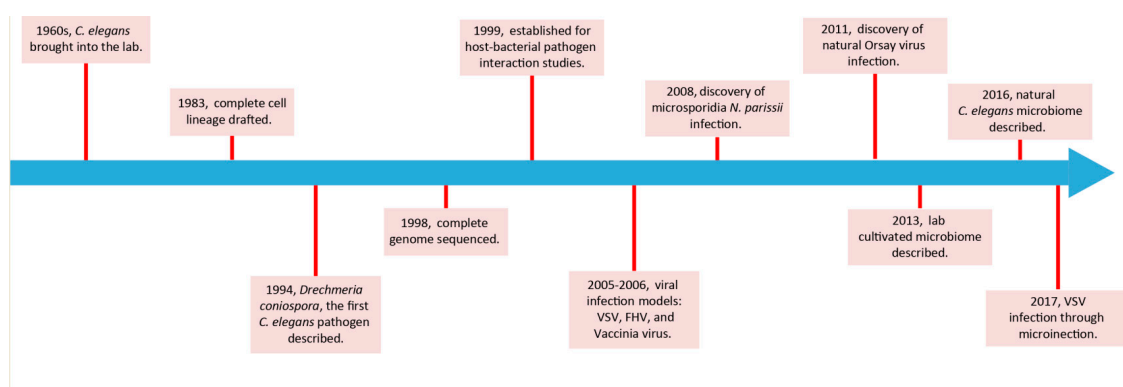 1960s, C. elegans
brought into the lab.
1983, complete cell
lineage drafted.
1994, Drechmeria
coniospora, the first
C. elegans pathogen
described.
1998, complete
genome sequenced.
1999, established for
host-bacterial pathogen
interaction studies.
2005-2006, viral
infection models:
VSV, FHV, and
Vaccinia virus.
2008, discovery of
microsporidia N. parissii
infection.
2011, discovery of
natural Orsay virus
infection.
2013, lab
cultivated microbiome
described.
2016, natural
C. elegans microbiome
described.
2017, VSV
infection through
microinection.